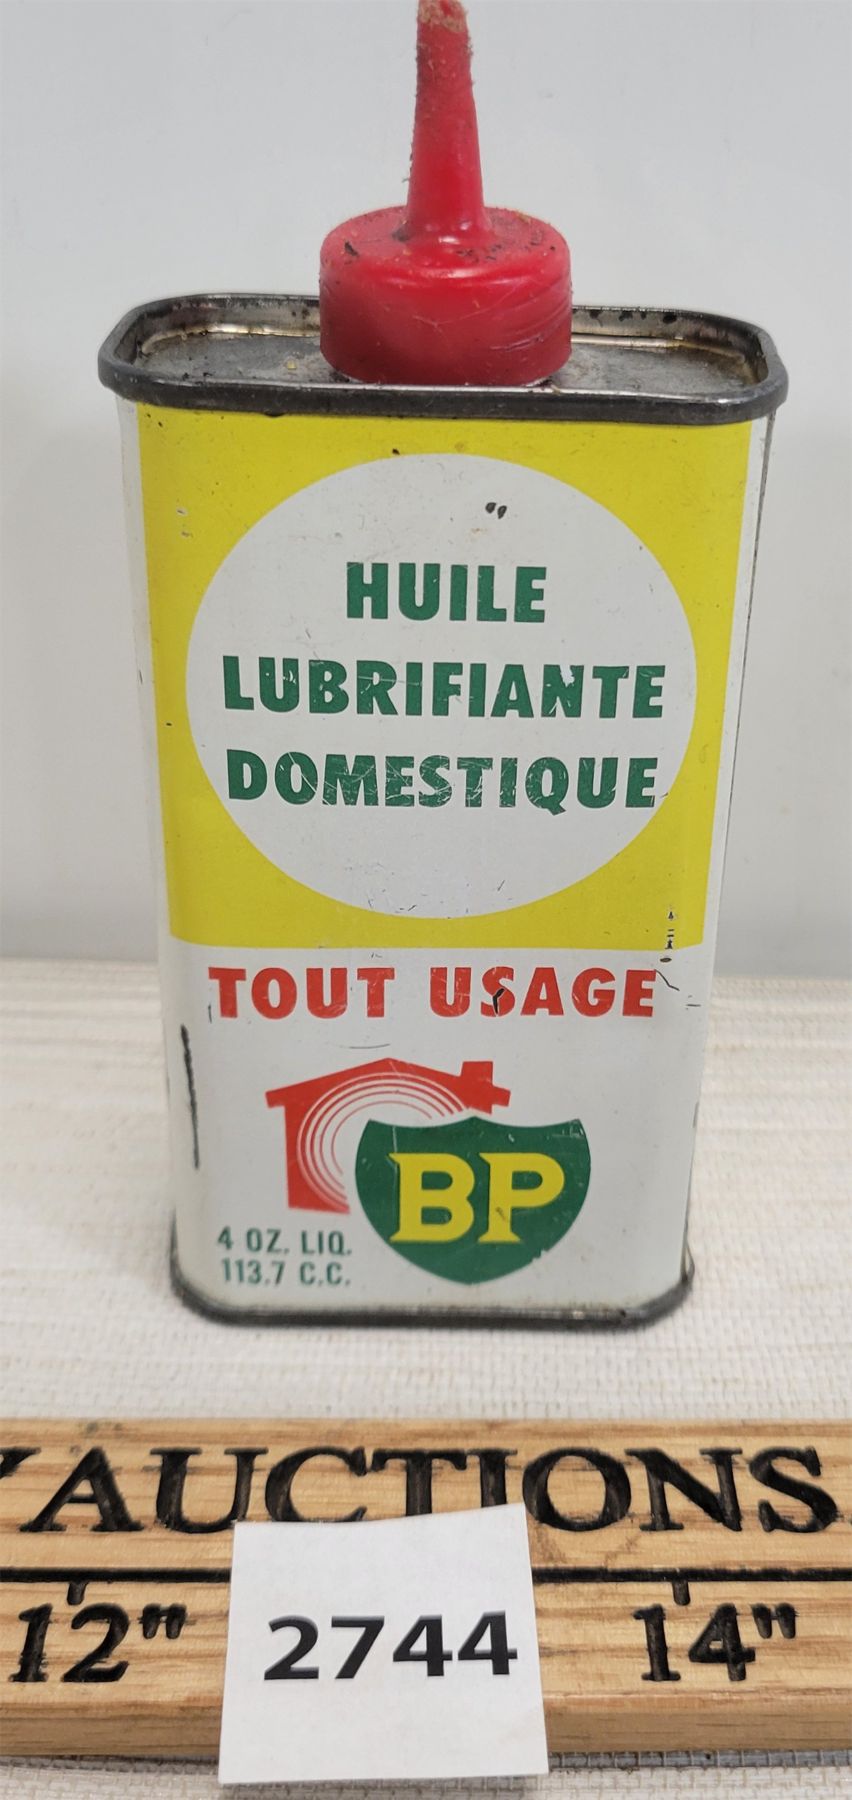 HUILE
LUBRIFIANTE
DOMESTIQUE
TOUT USAGE
BP
4 OZ. LIQ.
113.7 C.C.
AUCTIONS.
12" 14"
2744